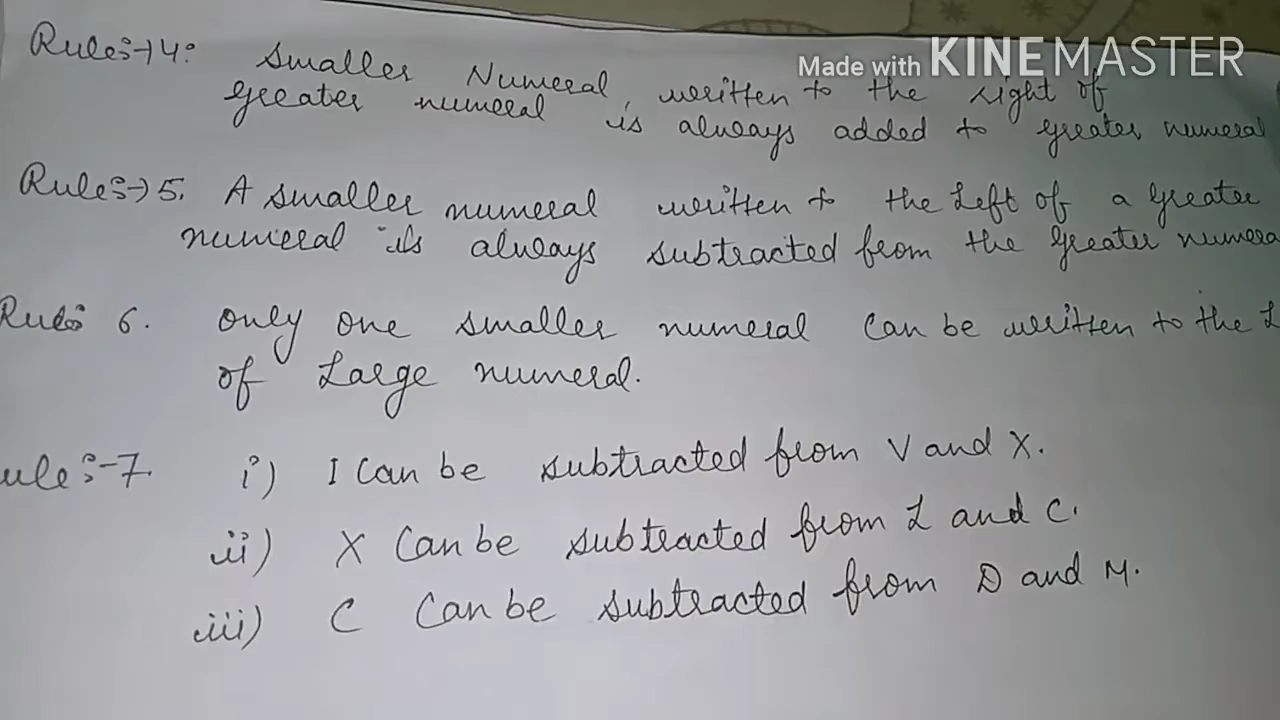 Made with KINEMASTER
Rules:→4: Smaller Numeral, written to the right of
greater numeral is always added to greater numeral
Rules:→5. A smaller numeral written to the Left of a greater
numeral is always subtracted from the greater numera
Rules 6. only one smaller numeral can be written to the L
of Large numeral.
ule:-7. i) I can be subtracted from V and X.
ii) X can be subtracted from L and C.
iii) C can be subtracted from D and M.